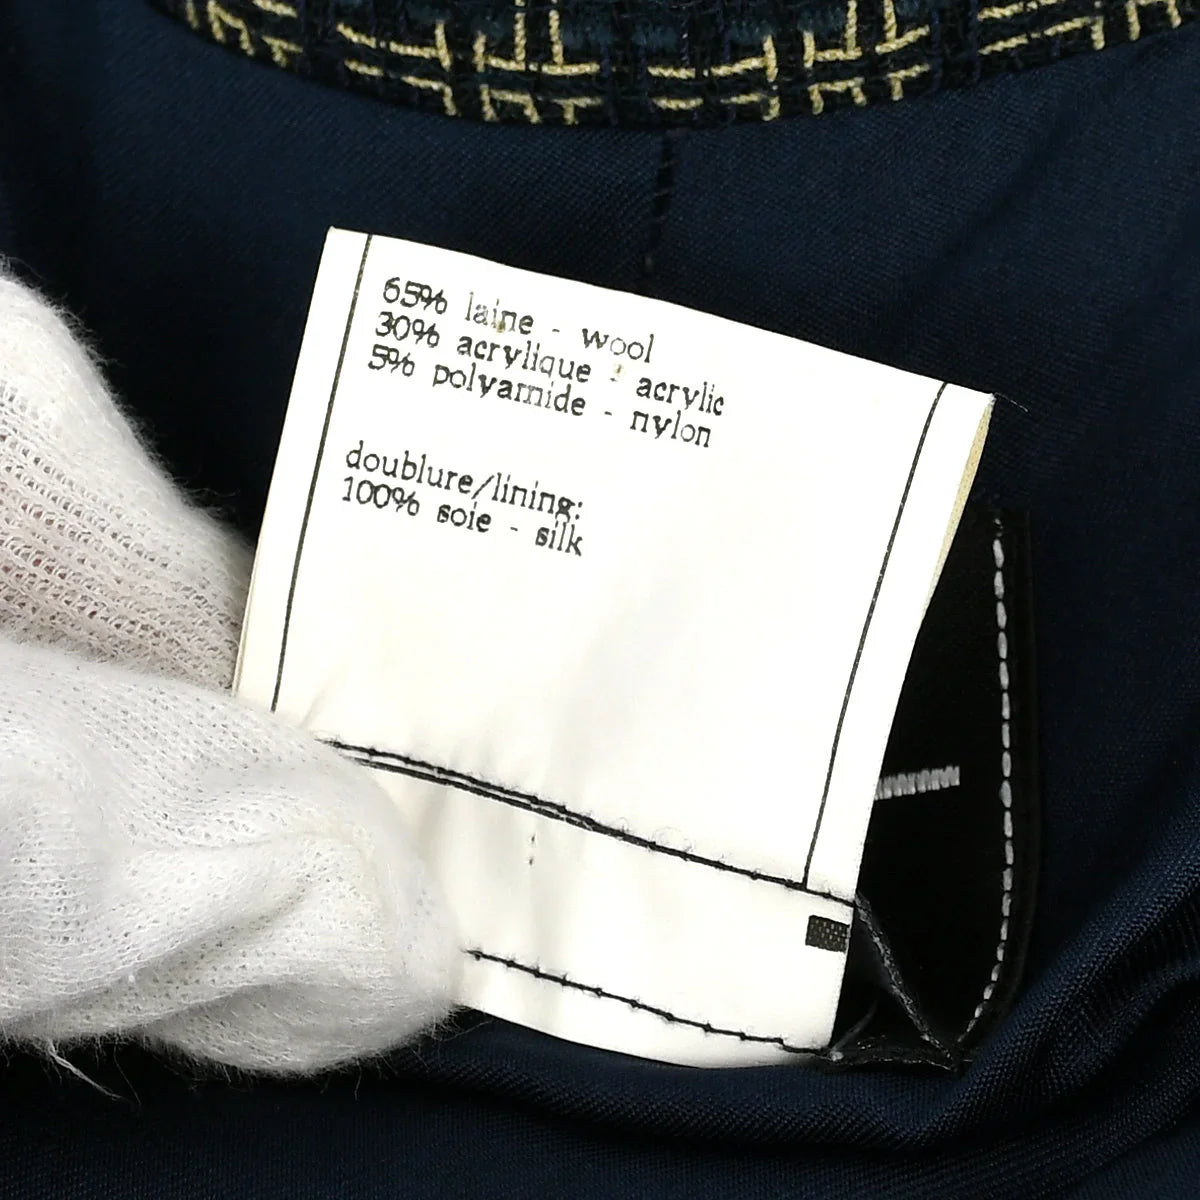 65% laine - wool
30% acrylique - acrylic
5% polyamide - nylon
doublure/lining:
100% soie - silk